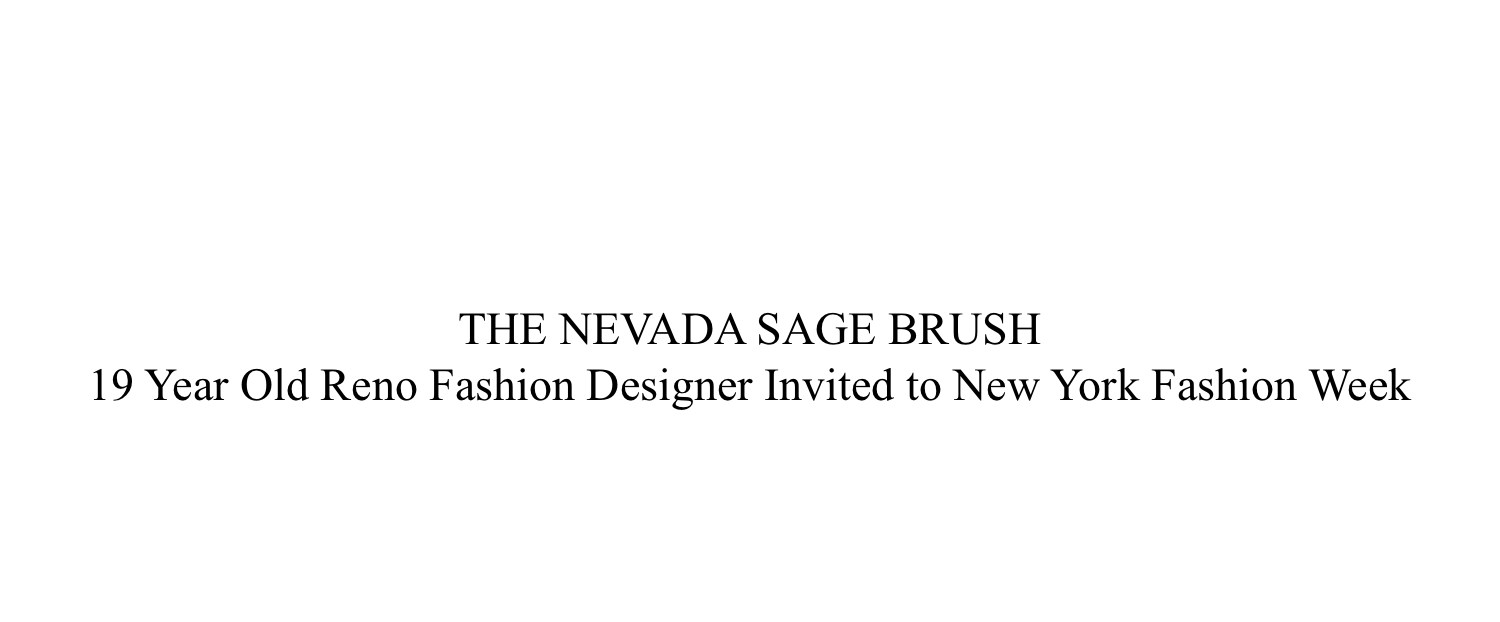 THE NEVADA SAGE BRUSH
19 Year Old Reno Fashion Designer Invited to New York Fashion Week